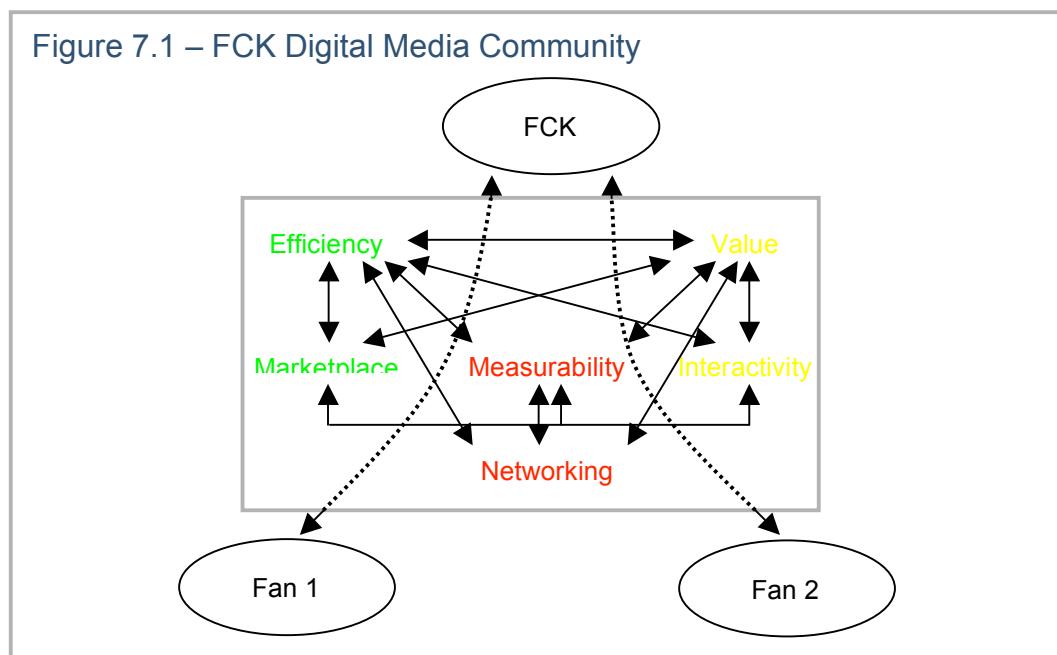 Figure 7.1 – FCK Digital Media Community
FCK
Efficiency Value
Marketplace Measurability Interactivity
Networking
Fan 1 Fan 2